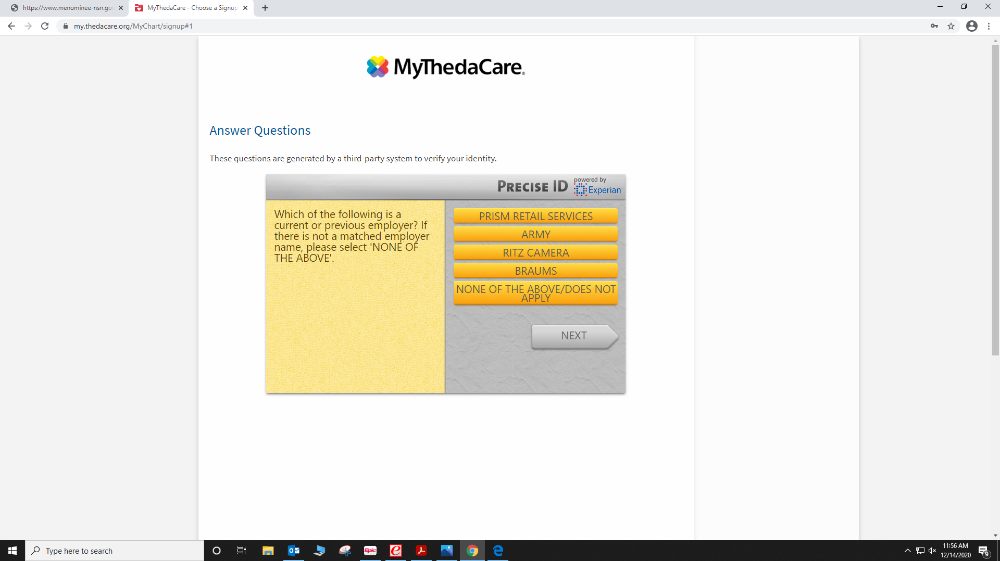 https://www.menominee-nsn.gov
MyThedaCare - Choose a Signup
my.thedacare.org/MyChart/signup#1
MyThedaCare®
Answer Questions
These questions are generated by a third-party system to verify your identity.
PRECISE ID
powered by
Experian
Which of the following is a
current or previous employer? If
there is not a matched employer
name, please select 'NONE OF
THE ABOVE'.
PRISM RETAIL SERVICES
ARMY
RITZ CAMERA
BRAUMS
NONE OF THE ABOVE/DOES NOT
APPLY
NEXT
Type here to search
Epic
11:56 AM
12/14/2020
9